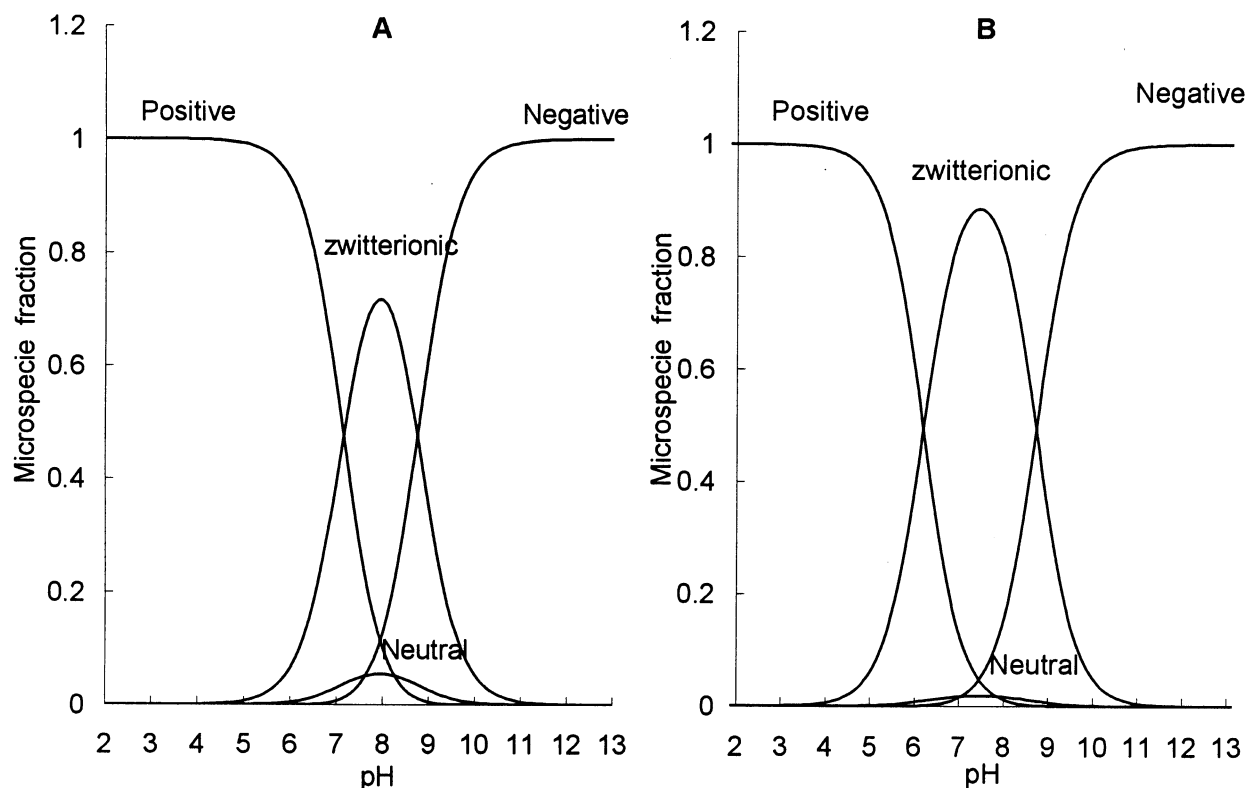 A
1.2
1
0.8
0.6
0.4
0.2
0
Microspecie fraction
Positive
Negative
zwitterionic
Neutral
2 3 4 5 6 7 8 9 10 11 12 13
pH
B
1.2
1
0.8
0.6
0.4
0.2
0
Microspecie fraction
Positive
Negative
zwitterionic
Neutral
2 3 4 5 6 7 8 9 10 11 12 13
pH